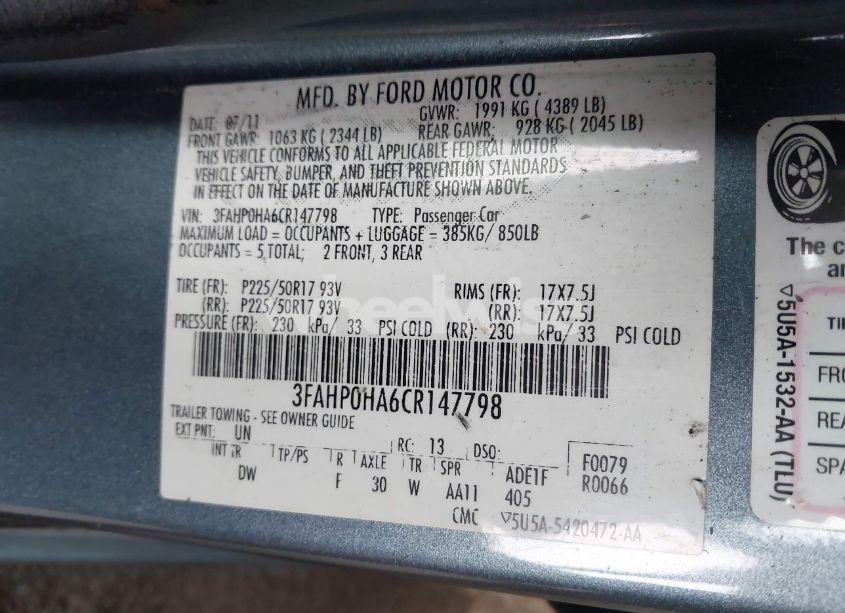 MFD. BY FORD MOTOR CO.
DATE: 07/11 GVWR: 1991 KG ( 4389 LB)
FRONT GAWR: 1063 KG ( 2344 LB) REAR GAWR: 928 KG ( 2045 LB)
THIS VEHICLE CONFORMS TO ALL APPLICABLE FEDERAL MOTOR
VEHICLE SAFETY, BUMPER, AND THEFT PREVENTION STANDARDS
IN EFFECT ON THE DATE OF MANUFACTURE SHOWN ABOVE.
VIN: 3FAHP0HA6CR147798 TYPE: Passenger Car
MAXIMUM LOAD = OCCUPANTS + LUGGAGE = 385KG/ 850LB
OCCUPANTS = 5 TOTAL; 2 FRONT, 3 REAR
TIRE (FR): P225/50R17 93V RIMS (FR): 17X7.5J
(RR): P225/50R17 93V (RR): 17X7.5J
PRESSURE (FR): 230 kPa/ 33 PSI COLD (RR): 230 kPa/ 33 PSI COLD
3FAHP0HA6CR147798
TRAILER TOWING - SEE OWNER GUIDE
EXT PNT: UN RC: 13 DSO:
INT TR TP/PS R AXLE TR SPR ADE1F F0079
DW F 30 W AA11 405 R0066
CMC ▽5U5A-5420472-AA
The c
an
▽5U5A-1532-AA (TLU)
TI
FRO
REA
SPA